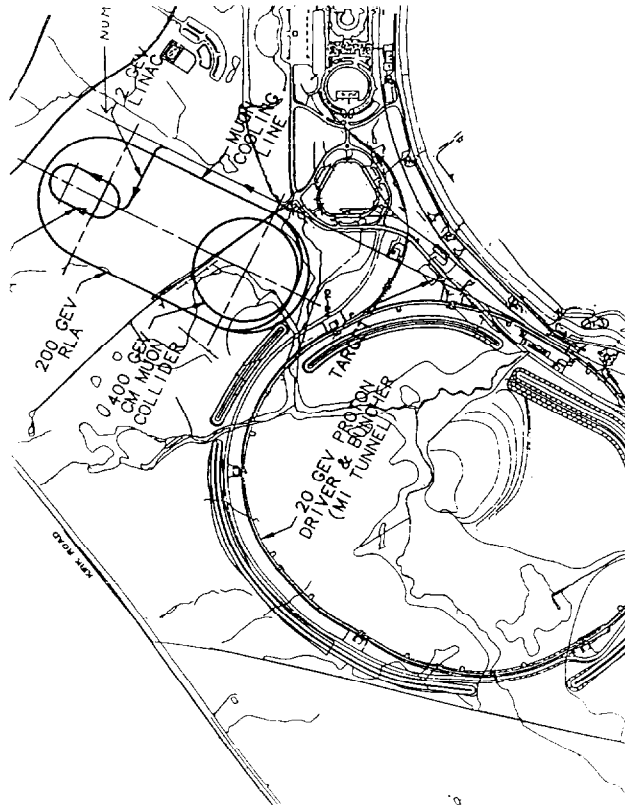 NUM
2 GEV
LINAC
MUON
COOLING
LINE
200 GEV
RLA
0 400 GEV
CM MUON
COLLIDER
TARG
20 GEV PROTON
DRIVER & BUNCHER
(MI TUNNEL)
KIRK ROAD